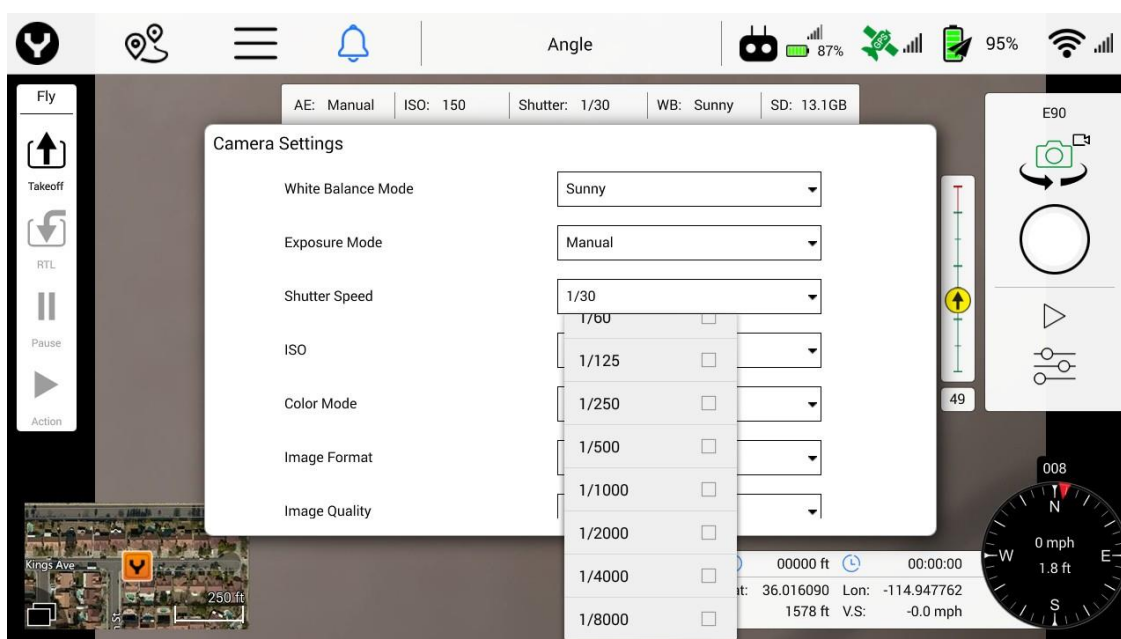 Angle
87%
GPS
95%
Fly
Takeoff
RTL
Pause
Action
AE: Manual
ISO: 150
Shutter: 1/30
WB: Sunny
SD: 13.1GB
Camera Settings
White Balance Mode
Sunny
Exposure Mode
Manual
Shutter Speed
1/30
1/60
1/125
1/250
1/500
1/1000
1/2000
1/4000
1/8000
ISO
Color Mode
Image Format
Image Quality
E90
49
Kings Ave
250 ft
00000 ft
00:00:00
36.016090 Lon: -114.947762
1578 ft V.S: -0.0 mph
008
N
W
E
S
0 mph
1.8 ft